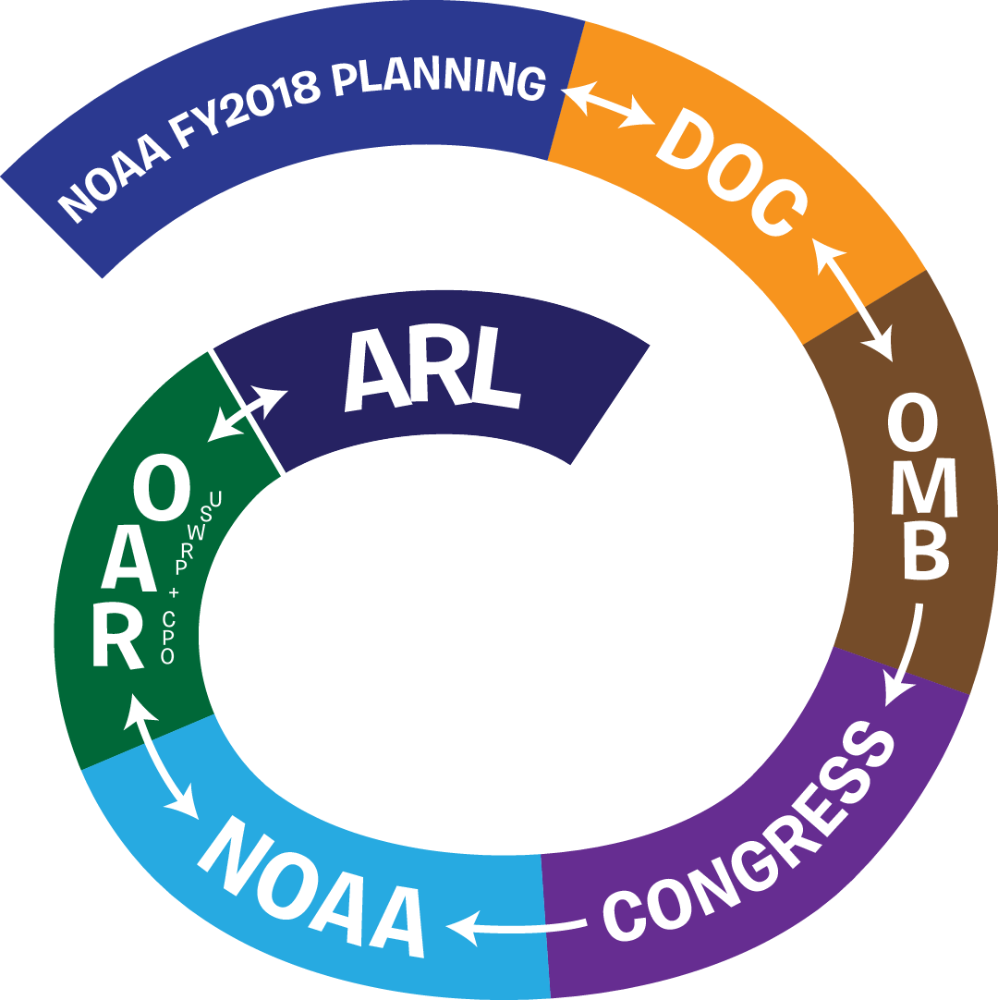 NOAA FY2018 PLANNING
DOC
OMB
CONGRESS
NOAA
OAR
USWRP + CPO
ARL